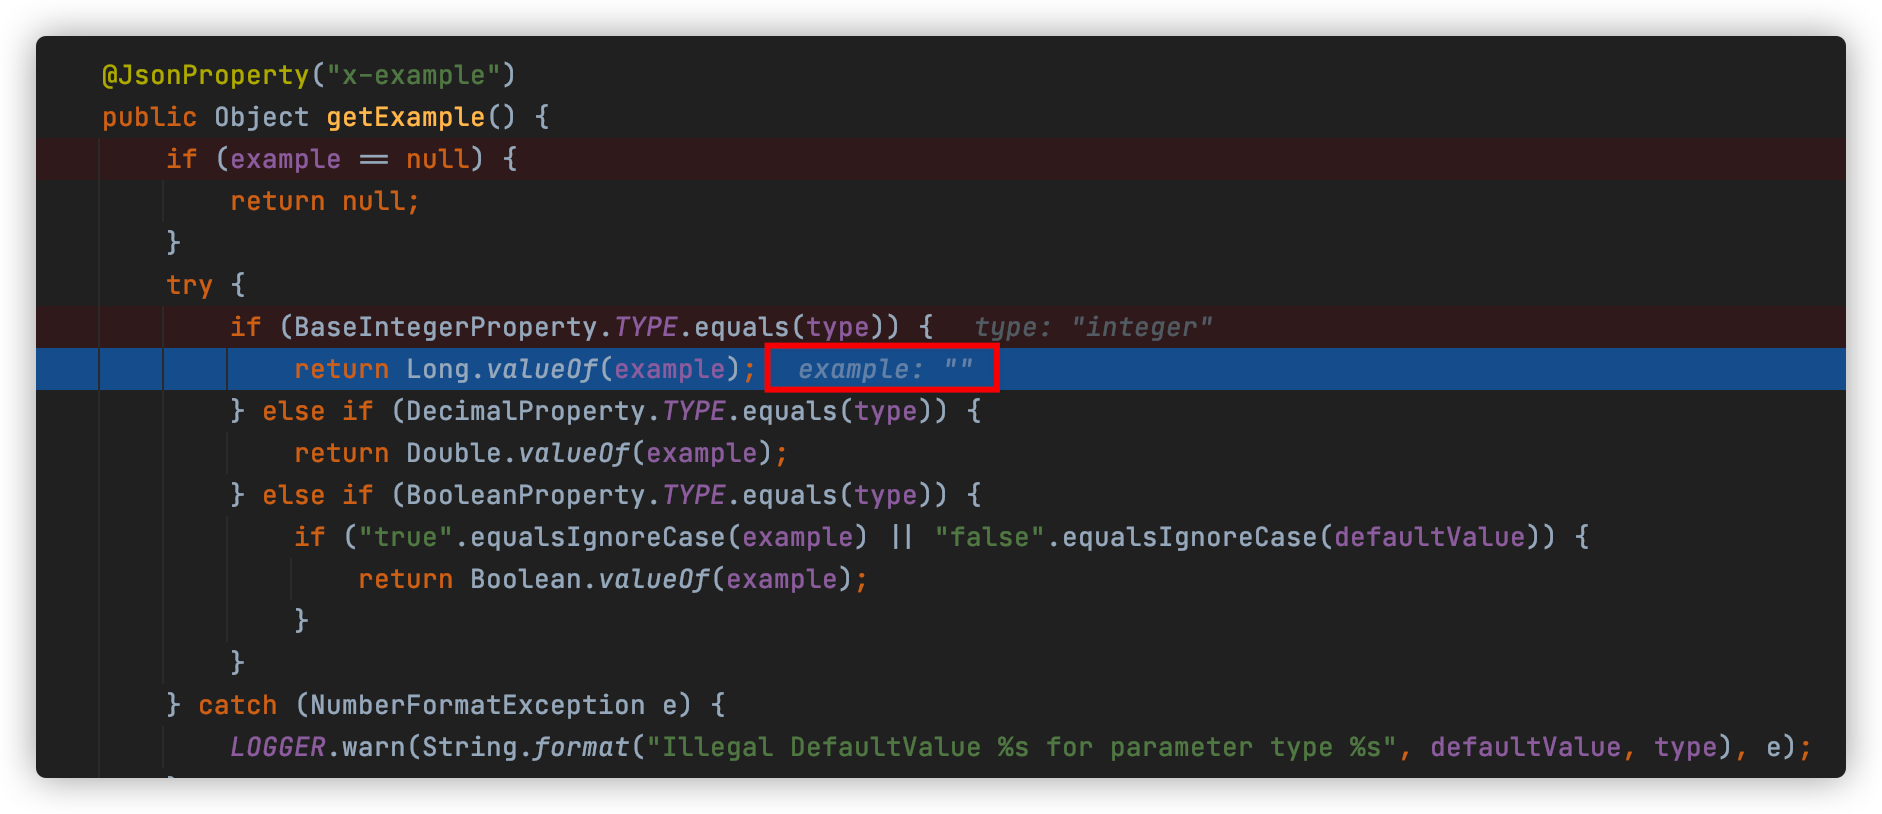 @JsonProperty("x-example")
public Object getExample() {
if (example == null) {
return null;
}
try {
if (BaseIntegerProperty.TYPE.equals(type)) { type: "integer"
return Long.valueOf(example); example: ""
} else if (DecimalProperty.TYPE.equals(type)) {
return Double.valueOf(example);
} else if (BooleanProperty.TYPE.equals(type)) {
if ("true".equalsIgnoreCase(example) || "false".equalsIgnoreCase(defaultValue)) {
return Boolean.valueOf(example);
}
}
} catch (NumberFormatException e) {
LOGGER.warn(String.format("Illegal DefaultValue %s for parameter type %s", defaultValue, type), e);